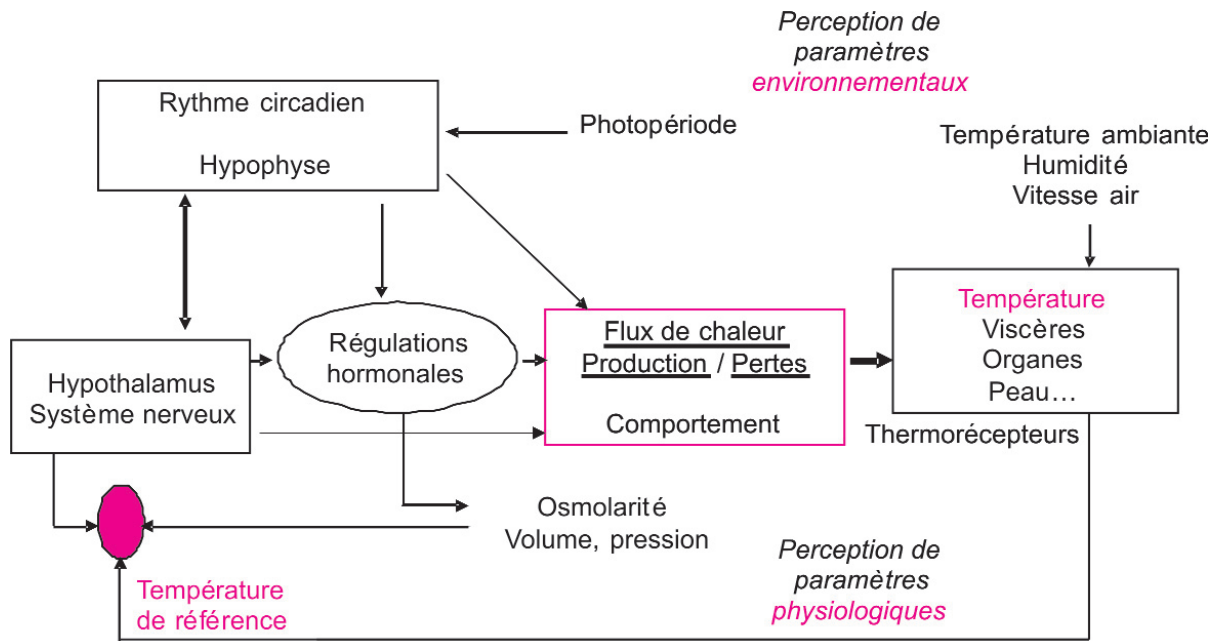 Perception de
paramètres
environnementaux
Rythme circadien
Hypophyse
Photopériode
Température ambiante
Humidité
Vitesse air
Température
Viscères
Organes
Peau...
Thermorécepteurs
Flux de chaleur
Production / Pertes
Comportement
Régulations
hormonales
Hypothalamus
Système nerveux
Osmolarité
Volume, pression
Perception de
paramètres
physiologiques
Température
de référence